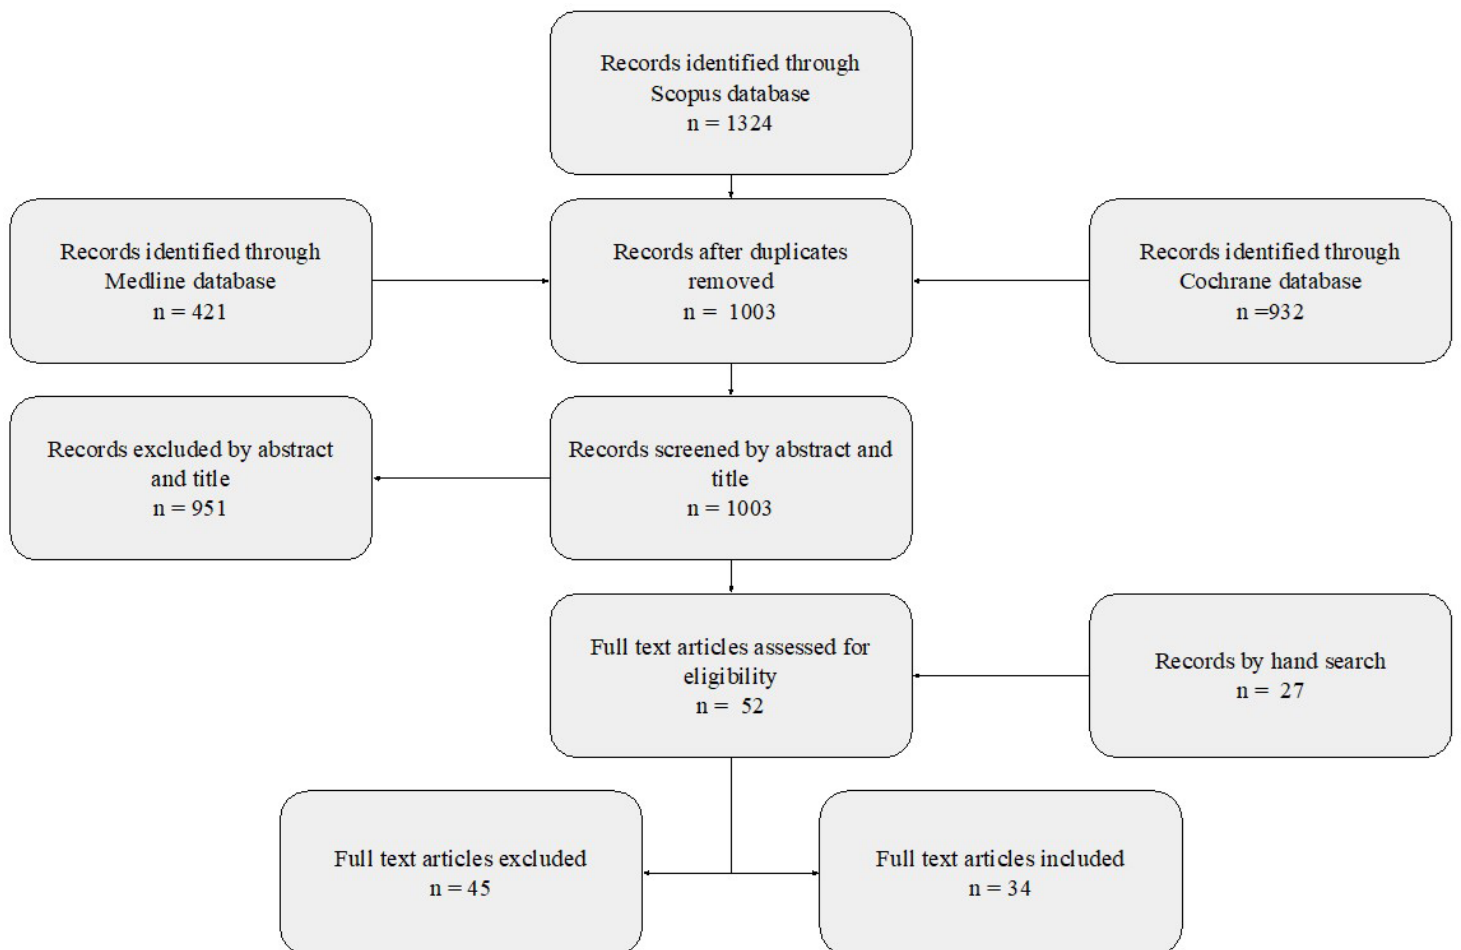 Records identified through
Scopus database
n = 1324
Records identified through
Medline database
n = 421
Records after duplicates
removed
n = 1003
Records identified through
Cochrane database
n =932
Records excluded by abstract
and title
n = 951
Records screened by abstract and
title
n = 1003
Full text articles assessed for
eligibility
n = 52
Records by hand search
n = 27
Full text articles excluded
n = 45
Full text articles included
n = 34